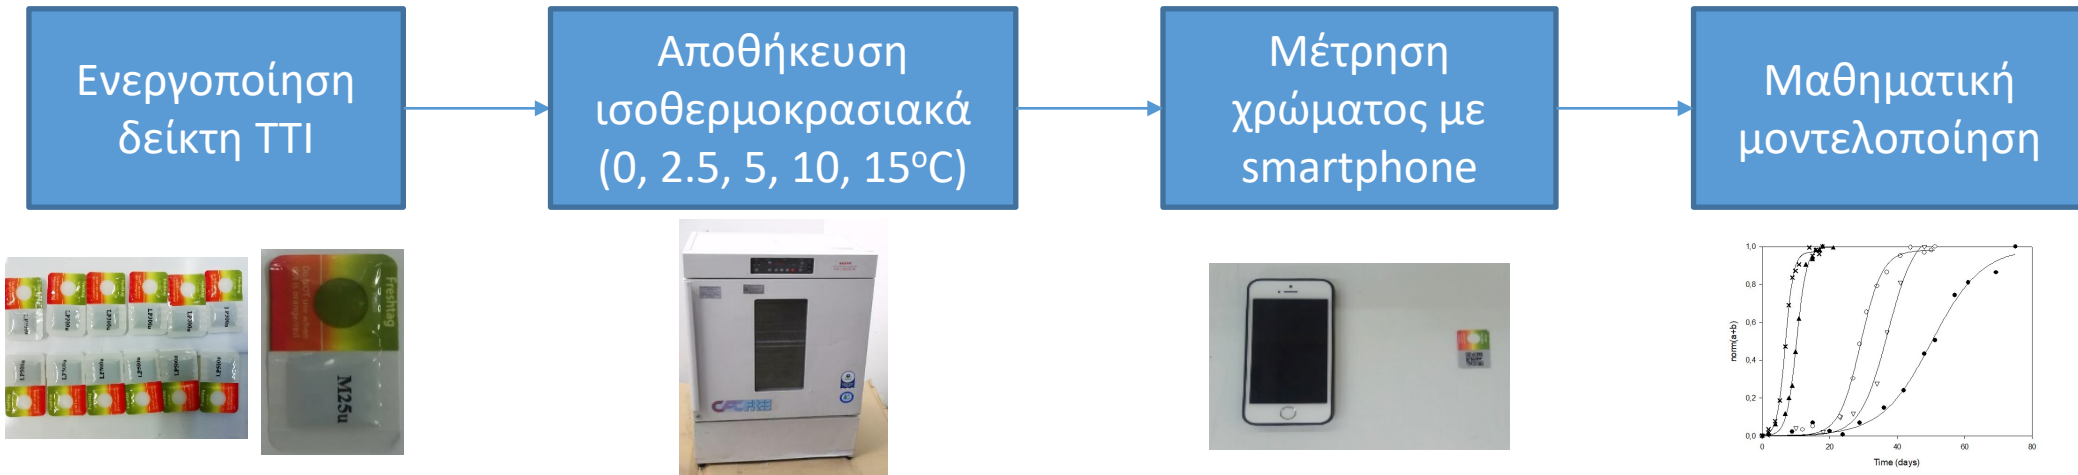 Ενεργοποίηση
δείκτη TTI
Αποθήκευση
ισοθερμοκρασιακά
(0, 2.5, 5, 10, 15°C)
Μέτρηση
χρώματος με
smartphone
Μαθηματική
μοντελοποίηση
Freshtag
M25u
1,0
0,8
0,6
0,4
0,2
0,0
norm(a+b)
0
20
40
60
80
Time (days)